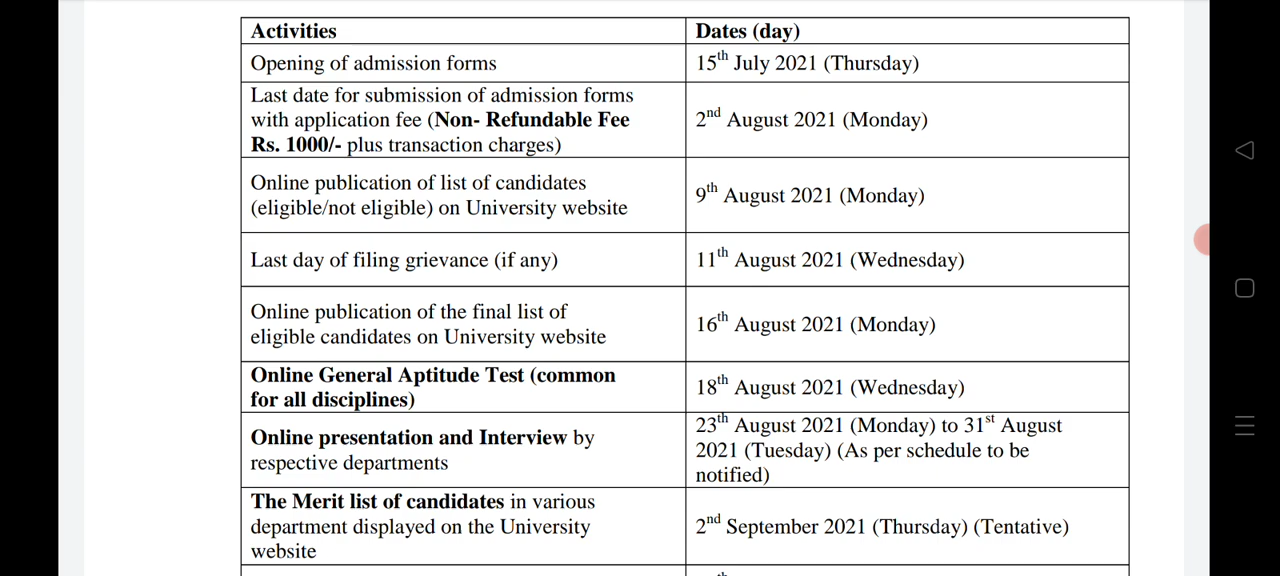 Activities
Dates (day)
Opening of admission forms
15th July 2021 (Thursday)
Last date for submission of admission forms
with application fee (Non- Refundable Fee
Rs. 1000/- plus transaction charges)
2nd August 2021 (Monday)
Online publication of list of candidates
(eligible/not eligible) on University website
9th August 2021 (Monday)
Last day of filing grievance (if any)
11th August 2021 (Wednesday)
Online publication of the final list of
eligible candidates on University website
16th August 2021 (Monday)
Online General Aptitude Test (common
for all disciplines)
18th August 2021 (Wednesday)
Online presentation and Interview by
respective departments
23th August 2021 (Monday) to 31st August
2021 (Tuesday) (As per schedule to be
notified)
The Merit list of candidates in various
department displayed on the University
website
2nd September 2021 (Thursday) (Tentative)